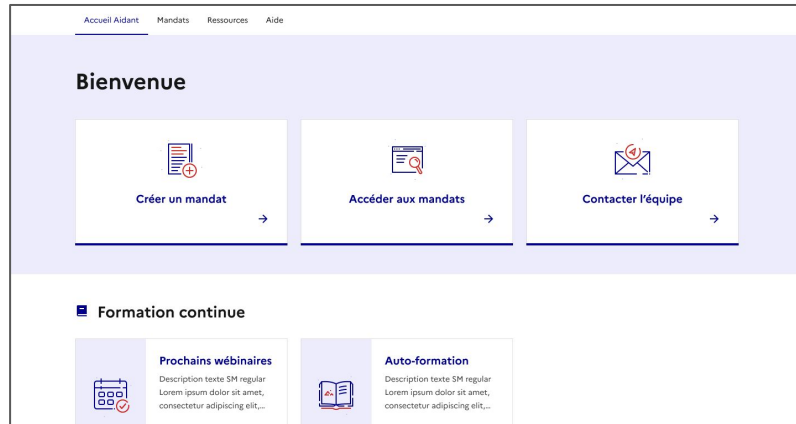 Accueil Aidant Mandats Ressources Aide
Bienvenue
Créer un mandat
Accéder aux mandats
Contacter l'équipe
Formation continue
Prochains wébinaires
Description texte SM regular
Lorem ipsum dolor sit amet,
consectetur adipiscing elit,...
Auto-formation
Description texte SM regular
Lorem ipsum dolor sit amet,
consectetur adipiscing elit,...